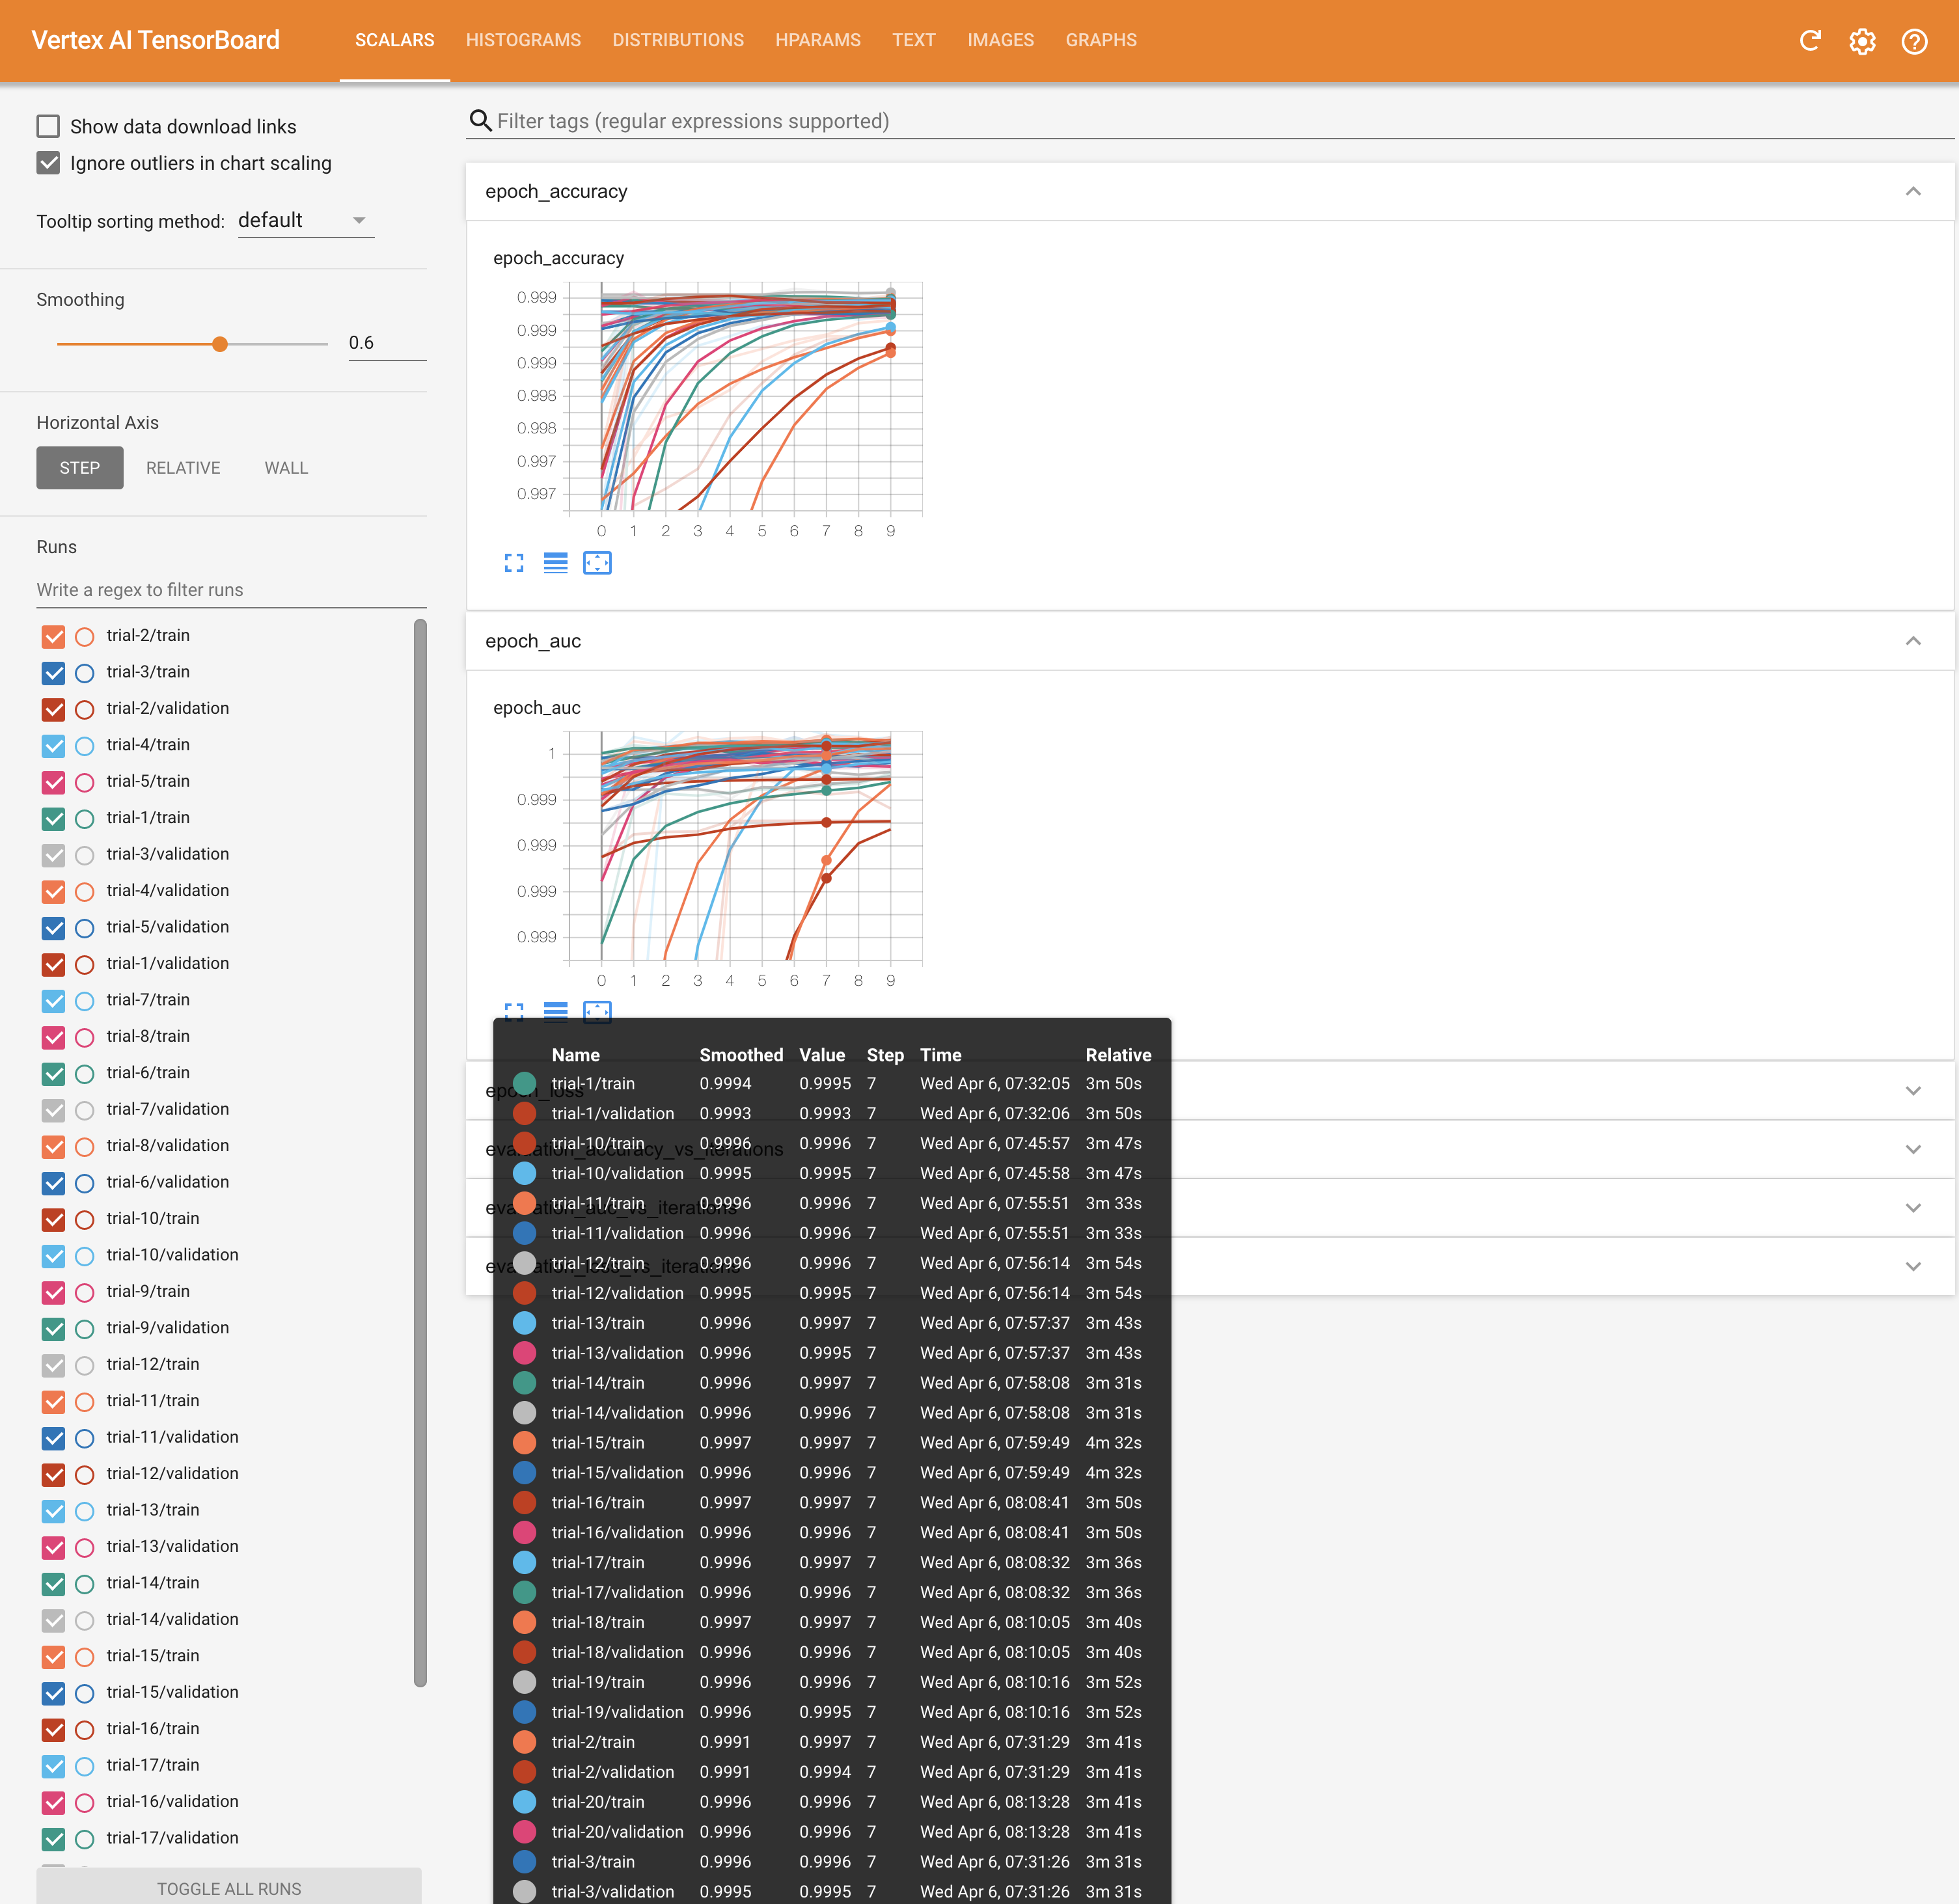 Vertex AI TensorBoard SCALARS HISTOGRAMS DISTRIBUTIONS HPARAMS TEXT IMAGES GRAPHS
Show data download links
Ignore outliers in chart scaling
Tooltip sorting method: default
Smoothing
0.6
Horizontal Axis
STEP RELATIVE WALL
Runs
Write a regex to filter runs
trial-2/train
trial-3/train
trial-2/validation
trial-4/train
trial-5/train
trial-1/train
trial-3/validation
trial-4/validation
trial-5/validation
trial-1/validation
trial-7/train
trial-8/train
trial-6/train
trial-7/validation
trial-8/validation
trial-6/validation
trial-10/train
trial-10/validation
trial-9/train
trial-9/validation
trial-12/train
trial-11/train
trial-11/validation
trial-12/validation
trial-13/train
trial-13/validation
trial-14/train
trial-14/validation
trial-15/train
trial-15/validation
trial-16/train
trial-17/train
trial-16/validation
trial-17/validation
TOGGLE ALL RUNS
Filter tags (regular expressions supported)
epoch_accuracy
epoch_accuracy
0.999
0.999
0.999
0.998
0.998
0.997
0.997
0 1 2 3 4 5 6 7 8 9
epoch_auc
epoch_auc
1
0.999
0.999
0.999
0.999
0 1 2 3 4 5 6 7 8 9
epoch_loss
evaluation_accuracy_vs_iterations
evaluation_auc_vs_iterations
evaluation_loss_vs_iterations
Name Smoothed Value Step Time Relative
trial-1/train 0.9994 0.9995 7 Wed Apr 6, 07:32:05 3m 50s
trial-1/validation 0.9993 0.9993 7 Wed Apr 6, 07:32:06 3m 50s
trial-10/train 0.9996 0.9996 7 Wed Apr 6, 07:45:57 3m 47s
trial-10/validation 0.9995 0.9995 7 Wed Apr 6, 07:45:58 3m 47s
trial-11/train 0.9996 0.9996 7 Wed Apr 6, 07:55:51 3m 33s
trial-11/validation 0.9996 0.9996 7 Wed Apr 6, 07:55:51 3m 33s
trial-12/train 0.9996 0.9996 7 Wed Apr 6, 07:56:14 3m 54s
trial-12/validation 0.9995 0.9995 7 Wed Apr 6, 07:56:14 3m 54s
trial-13/train 0.9996 0.9997 7 Wed Apr 6, 07:57:37 3m 43s
trial-13/validation 0.9996 0.9995 7 Wed Apr 6, 07:57:37 3m 43s
trial-14/train 0.9996 0.9997 7 Wed Apr 6, 07:58:08 3m 31s
trial-14/validation 0.9996 0.9996 7 Wed Apr 6, 07:58:08 3m 31s
trial-15/train 0.9997 0.9997 7 Wed Apr 6, 07:59:49 4m 32s
trial-15/validation 0.9996 0.9996 7 Wed Apr 6, 07:59:49 4m 32s
trial-16/train 0.9997 0.9997 7 Wed Apr 6, 08:08:41 3m 50s
trial-16/validation 0.9996 0.9996 7 Wed Apr 6, 08:08:41 3m 50s
trial-17/train 0.9996 0.9997 7 Wed Apr 6, 08:08:32 3m 36s
trial-17/validation 0.9996 0.9996 7 Wed Apr 6, 08:08:32 3m 36s
trial-18/train 0.9997 0.9997 7 Wed Apr 6, 08:10:05 3m 40s
trial-18/validation 0.9996 0.9996 7 Wed Apr 6, 08:10:05 3m 40s
trial-19/train 0.9996 0.9996 7 Wed Apr 6, 08:10:16 3m 52s
trial-19/validation 0.9996 0.9995 7 Wed Apr 6, 08:10:16 3m 52s
trial-2/train 0.9991 0.9997 7 Wed Apr 6, 07:31:29 3m 41s
trial-2/validation 0.9991 0.9994 7 Wed Apr 6, 07:31:29 3m 41s
trial-20/train 0.9996 0.9996 7 Wed Apr 6, 08:13:28 3m 41s
trial-20/validation 0.9996 0.9996 7 Wed Apr 6, 08:13:28 3m 41s
trial-3/train 0.9996 0.9996 7 Wed Apr 6, 07:31:26 3m 31s
trial-3/validation 0.9995 0.9995 7 Wed Apr 6, 07:31:26 3m 31s